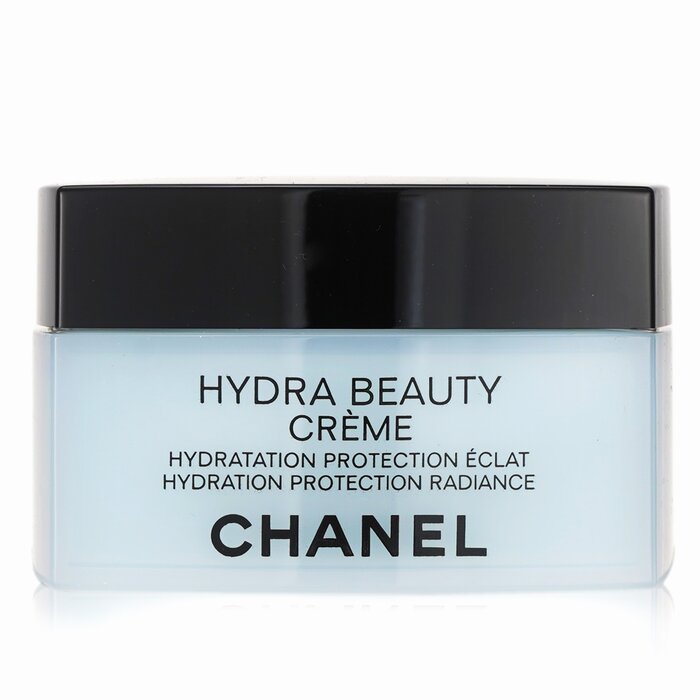 HYDRA BEAUTY
CRÈME
HYDRATATION PROTECTION ÉCLAT
HYDRATION PROTECTION RADIANCE
CHANEL